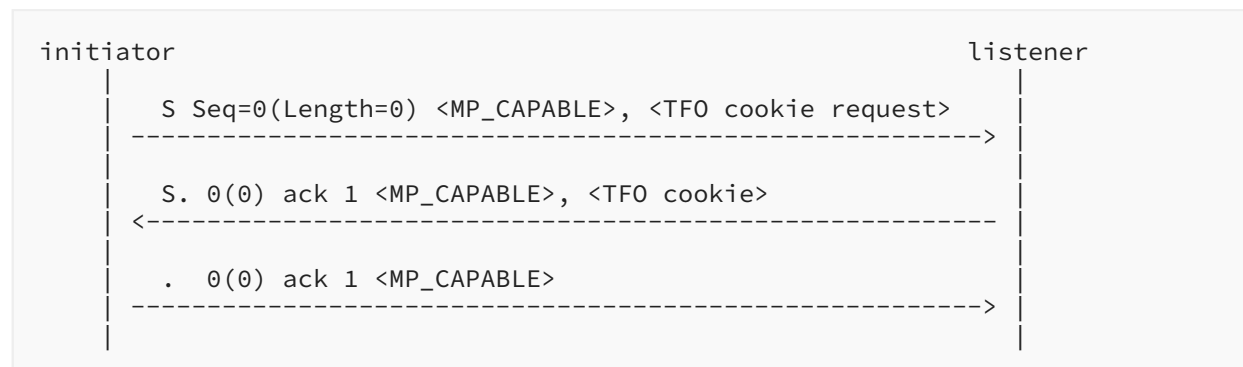 initiator listener
S Seq=0(Length=0) <MP_CAPABLE>, <TFO cookie request>
S. 0(0) ack 1 <MP_CAPABLE>, <TFO cookie>
. 0(0) ack 1 <MP_CAPABLE>